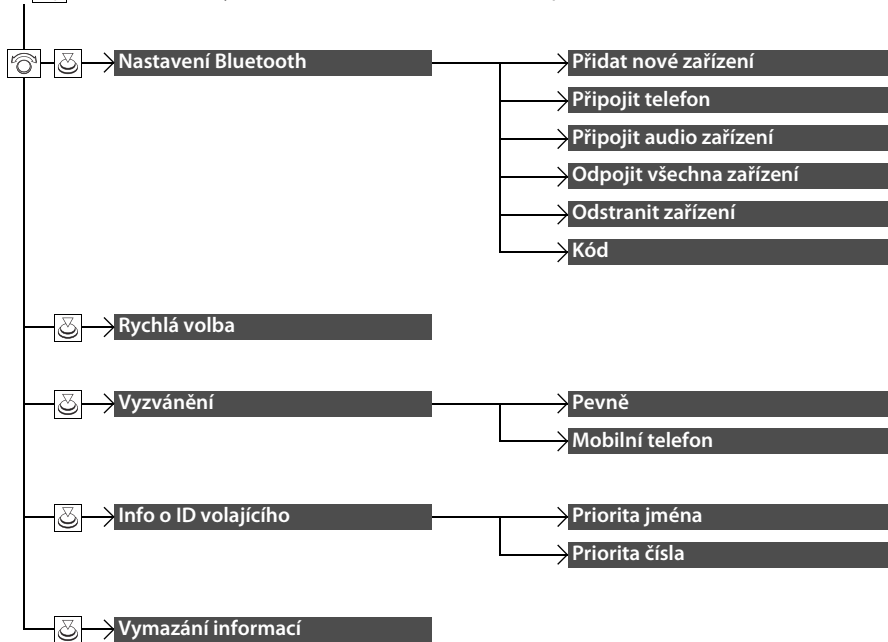 Nastavení Bluetooth
Přidat nové zařízení
Připojit telefon
Připojit audio zařízení
Odpojit všechna zařízení
Odstranit zařízení
Kód
Rychlá volba
Vyzvánění
Pevně
Mobilní telefon
Info o ID volajícího
Priorita jména
Priorita čísla
Vymazání informací